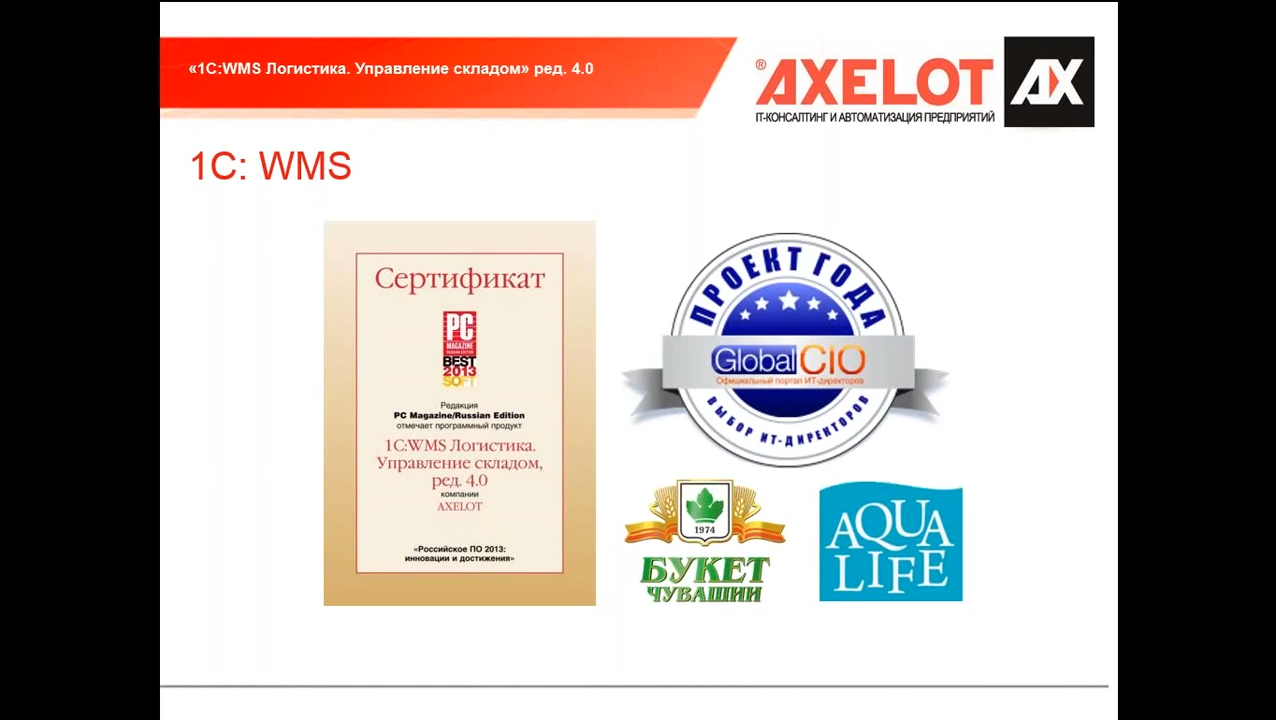 «1С:WMS Логистика. Управление складом» ред. 4.0
® AXELOT AX
IT-КОНСАЛТИНГ И АВТОМАТИЗАЦИЯ ПРЕДПРИЯТИЙ
1С: WMS
Сертификат
PC
MAGAZINE
RUSSIAN EDITION
BEST
2013
SOFT
Редакция
PC Magazine/Russian Edition
отмечает программный продукт
1С:WMS Логистика.
Управление складом,
ред. 4.0
компании
AXELOT
«Российское ПО 2013:
инновации и достижения»
ПРОЕКТ ГОДА
GlobalCIO
Официальный портал ИТ-директоров
ВЫБОР ИТ-ДИРЕКТОРОВ
1974
БУКЕТ
ЧУВАШИИ
AQUA
LIFE